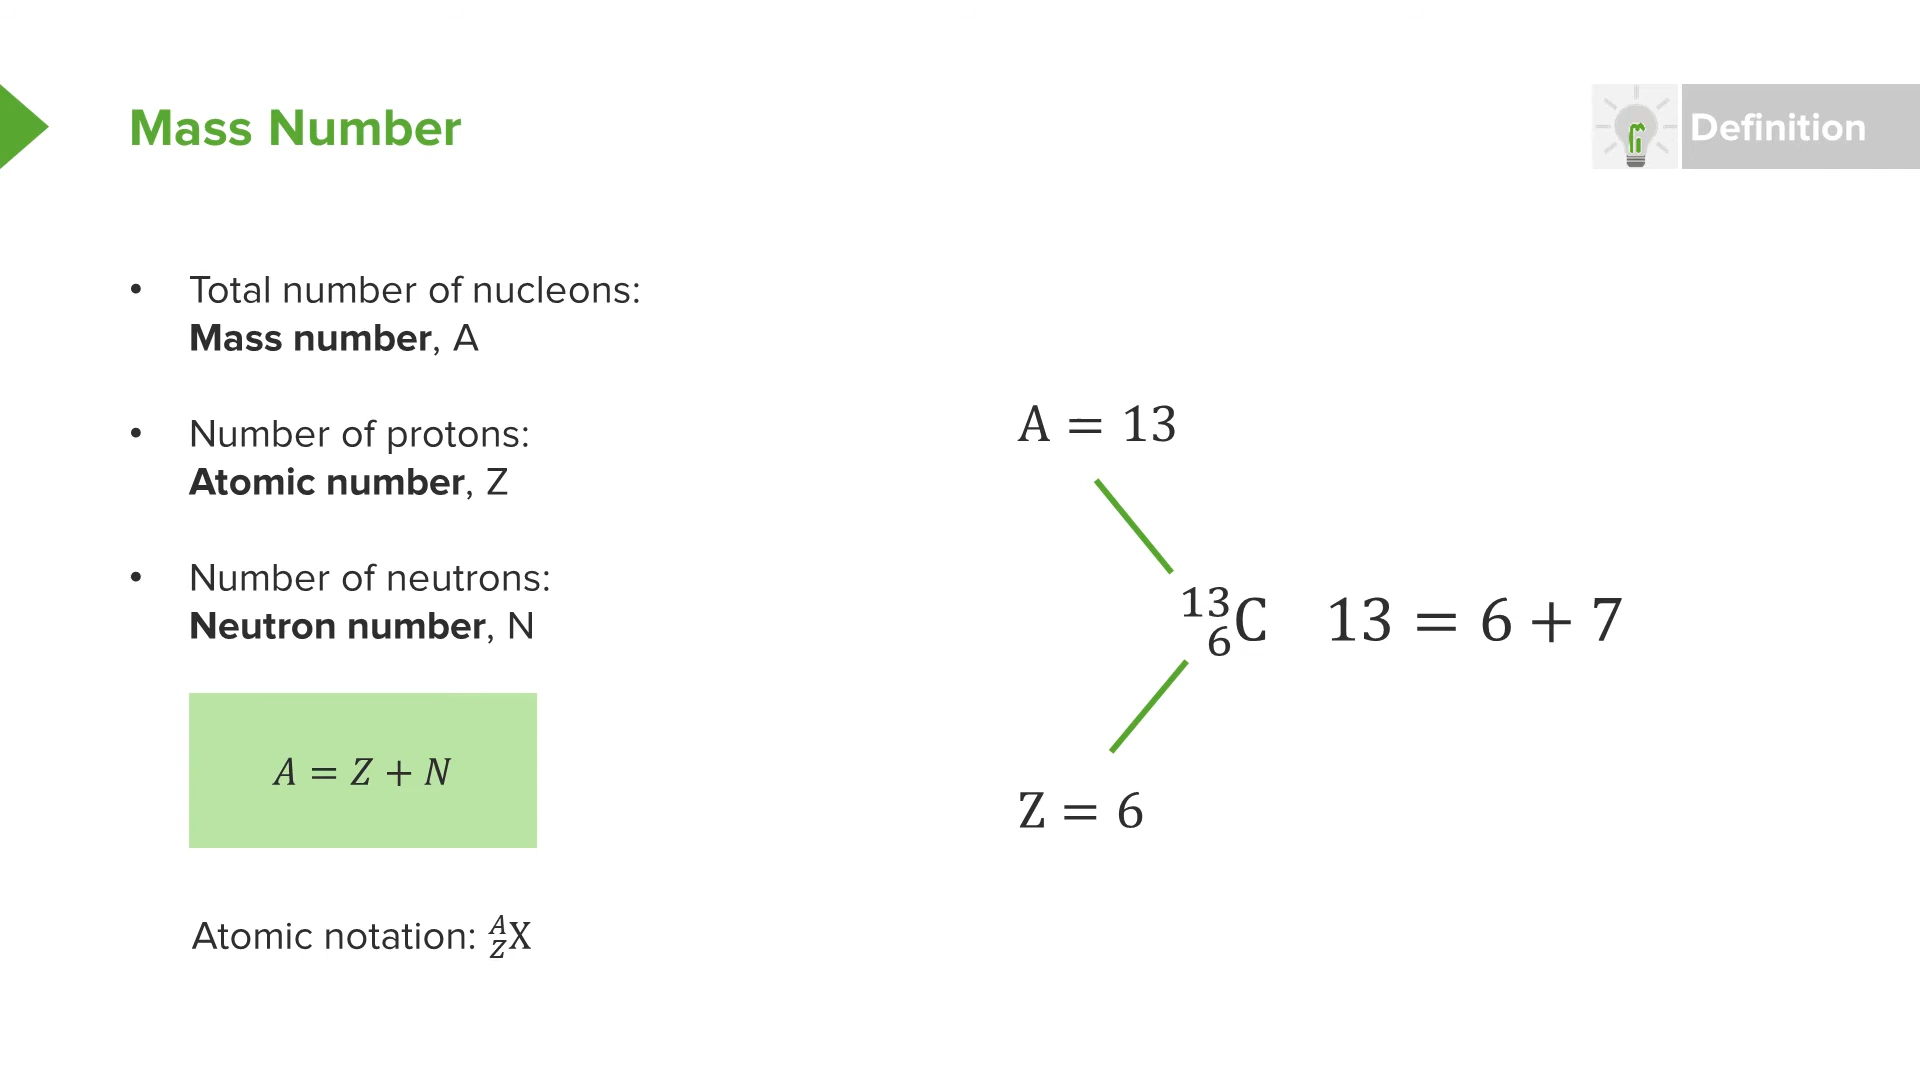 Mass Number
Definition
• Total number of nucleons:
Mass number, A
• Number of protons:
Atomic number, Z
• Number of neutrons:
Neutron number, N
A = Z + N
Atomic notation: ᴬ_Z X
A = 13
¹³₆C 13 = 6 + 7
Z = 6